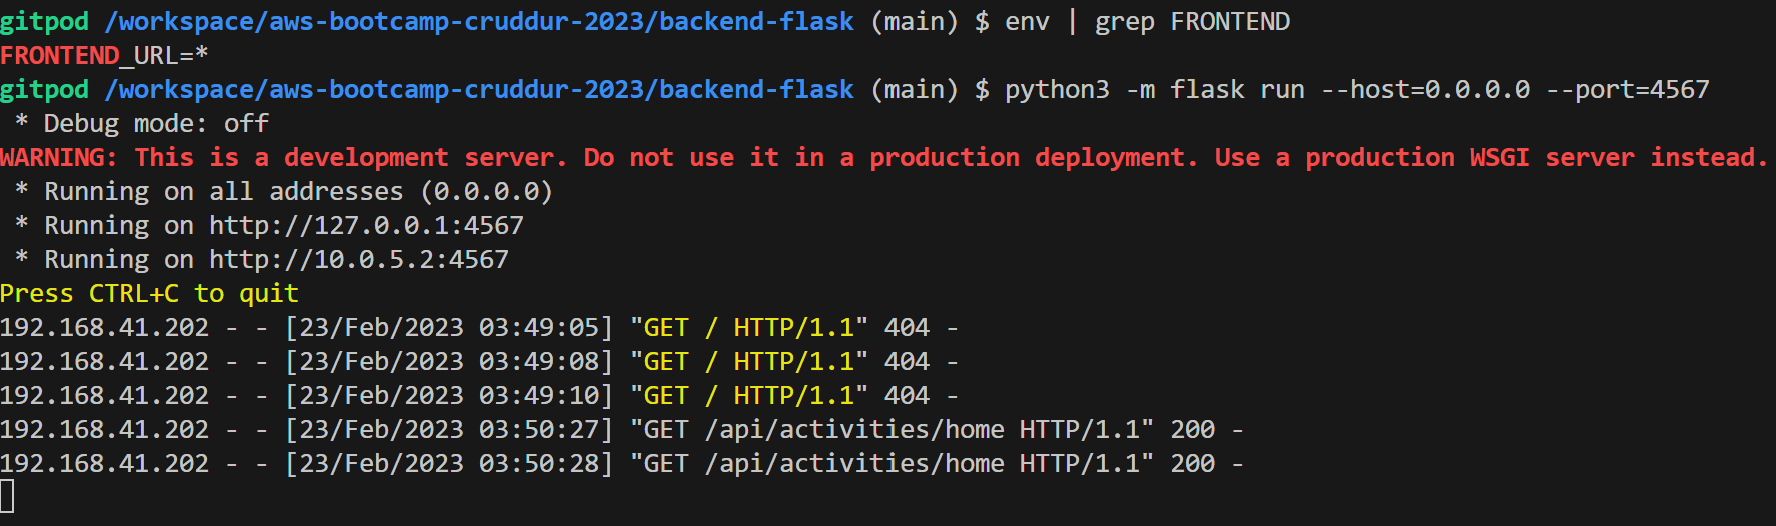 gitpod /workspace/aws-bootcamp-cruddur-2023/backend-flask (main) $ env | grep FRONTEND
FRONTEND_URL=*
gitpod /workspace/aws-bootcamp-cruddur-2023/backend-flask (main) $ python3 -m flask run --host=0.0.0.0 --port=4567
 * Debug mode: off
WARNING: This is a development server. Do not use it in a production deployment. Use a production WSGI server instead.
 * Running on all addresses (0.0.0.0)
 * Running on http://127.0.0.1:4567
 * Running on http://10.0.5.2:4567
Press CTRL+C to quit
192.168.41.202 - - [23/Feb/2023 03:49:05] "GET / HTTP/1.1" 404 -
192.168.41.202 - - [23/Feb/2023 03:49:08] "GET / HTTP/1.1" 404 -
192.168.41.202 - - [23/Feb/2023 03:49:10] "GET / HTTP/1.1" 404 -
192.168.41.202 - - [23/Feb/2023 03:50:27] "GET /api/activities/home HTTP/1.1" 200 -
192.168.41.202 - - [23/Feb/2023 03:50:28] "GET /api/activities/home HTTP/1.1" 200 -